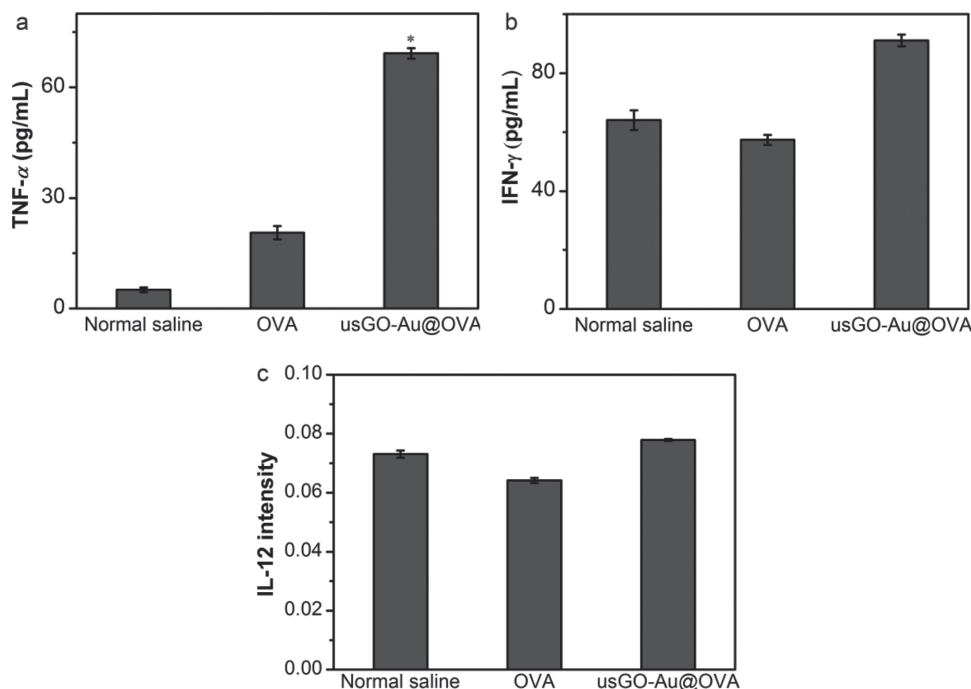 a
*
TNF-α (pg/mL)
60
30
0
Normal saline OVA usGO-Au@OVA
b
IFN-γ (pg/mL)
80
40
0
Normal saline OVA usGO-Au@OVA
c
IL-12 intensity
0.10
0.08
0.06
0.04
0.02
0.00
Normal saline OVA usGO-Au@OVA